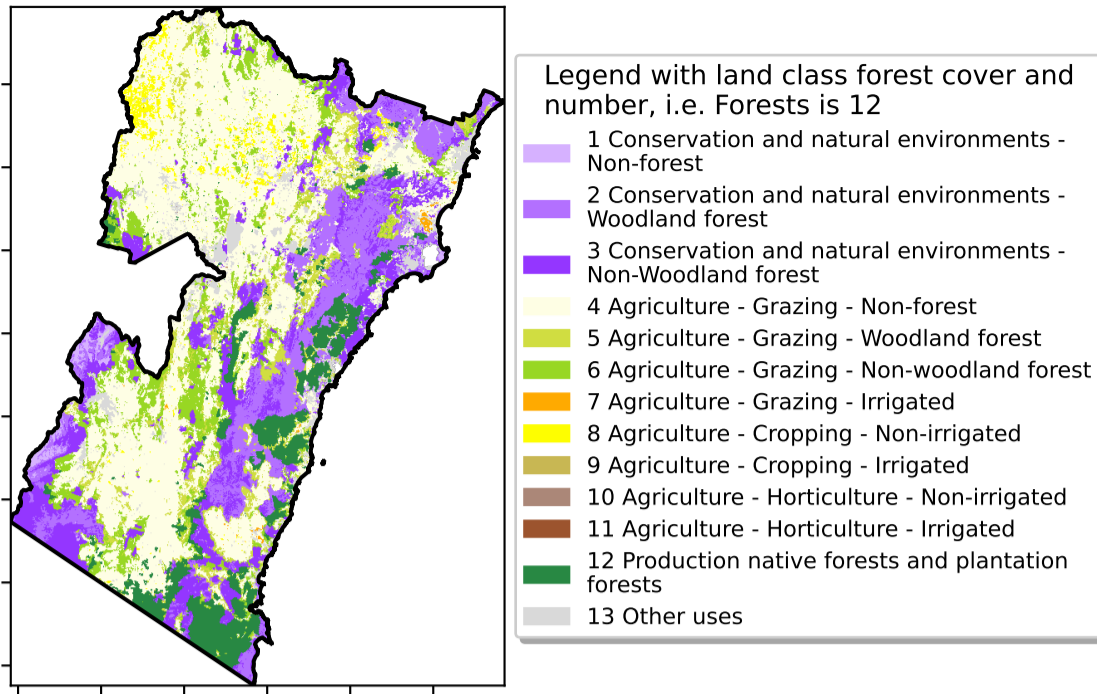 Legend with land class forest cover and
number, i.e. Forests is 12
1 Conservation and natural environments -
Non-forest
2 Conservation and natural environments -
Woodland forest
3 Conservation and natural environments -
Non-Woodland forest
4 Agriculture - Grazing - Non-forest
5 Agriculture - Grazing - Woodland forest
6 Agriculture - Grazing - Non-woodland forest
7 Agriculture - Grazing - Irrigated
8 Agriculture - Cropping - Non-irrigated
9 Agriculture - Cropping - Irrigated
10 Agriculture - Horticulture - Non-irrigated
11 Agriculture - Horticulture - Irrigated
12 Production native forests and plantation
forests
13 Other uses